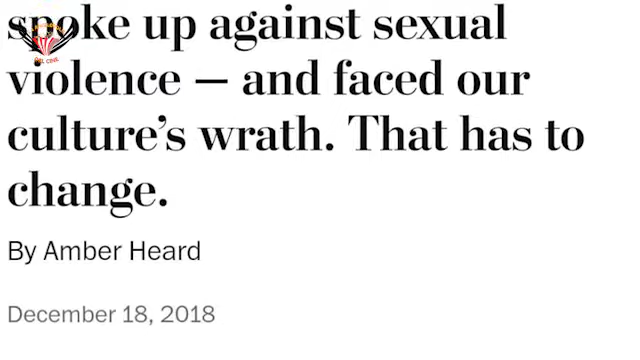 spoke up against sexual
violence — and faced our
culture's wrath. That has to
change.
By Amber Heard
December 18, 2018